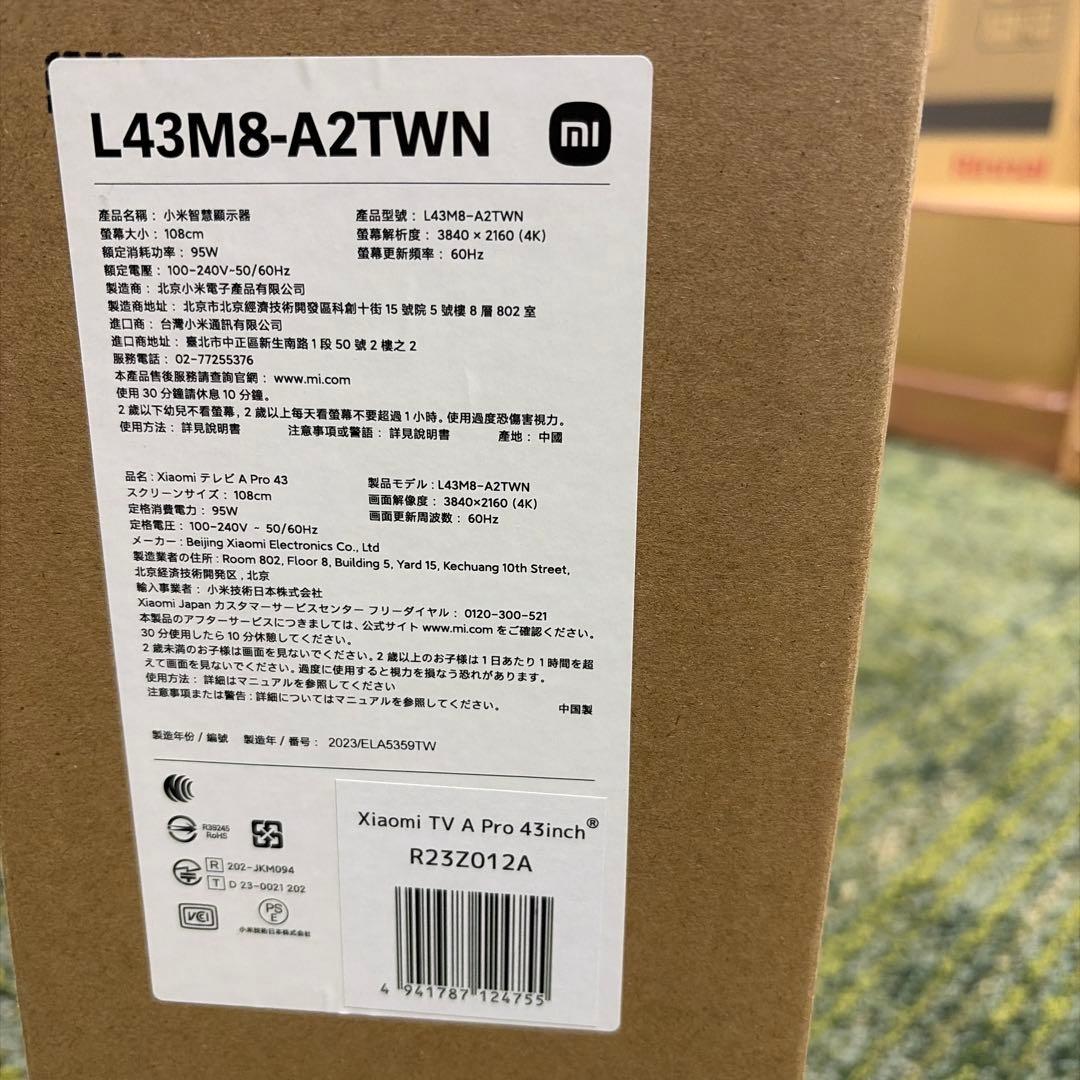 L43M8-A2TWN
mi
產品名稱： 小米智慧顯示器
產品型號： L43M8-A2TWN
螢幕大小： 108cm
螢幕解析度： 3840 × 2160 (4K)
額定消耗功率： 95W
螢幕更新頻率： 60Hz
額定電壓： 100-240V~50/60Hz
製造商： 北京小米電子產品有限公司
製造商地址： 北京市北京經濟技術開發區科創十街 15 號院 5 號樓 8 層 802 室
進口商： 台灣小米通訊有限公司
進口商地址： 臺北市中正區新生南路 1 段 50 號 2 樓之 2
服務電話： 02-77255376
本產品售後服務請查詢官網： www.mi.com
使用 30 分鐘請休息 10 分鐘。
2 歲以下幼兒不看螢幕, 2 歲以上每天看螢幕不要超過 1 小時。使用過度恐傷害視力。
使用方法： 詳見說明書 注意事項或警語： 詳見說明書 產地： 中國
品名 : Xiaomi テレビ A Pro 43
製品モデル : L43M8-A2TWN
スクリーンサイズ： 108cm
画面解像度： 3840×2160 (4K)
定格消費電力： 95W
画面更新周波数： 60Hz
定格電圧： 100-240V ~ 50/60Hz
メーカー : Beijing Xiaomi Electronics Co., Ltd
製造業者の住所 : Room 802, Floor 8, Building 5, Yard 15, Kechuang 10th Street,
北京経済技術開発区 , 北京
輸入事業者： 小米技術日本株式会社
Xiaomi Japan カスタマーサービスセンター フリーダイヤル： 0120-300-521
本製品のアフターサービスにつきましては、公式サイト www.mi.com をご確認ください。
30 分使用したら 10 分休憩してください。
2 歳未満のお子様は画面を見ないでください。2 歳以上のお子様は 1 日あたり 1 時間を超
えて画面を見ないでください。過度に使用すると視力を損なう恐れがあります。
使用方法： 詳細はマニュアルを参照してください
注意事項または警告 : 詳細についてはマニュアルを参照してください。 中国製
製造年份 / 編號 製造年 / 番号： 2023/ELA5359TW
R39245
RoHS
R 202-JKM094
T D 23-0021 202
VCCI
PS
E
小米技術日本株式会社
Xiaomi TV A Pro 43inch®
R23Z012A
4 941787 124755
Rinnai